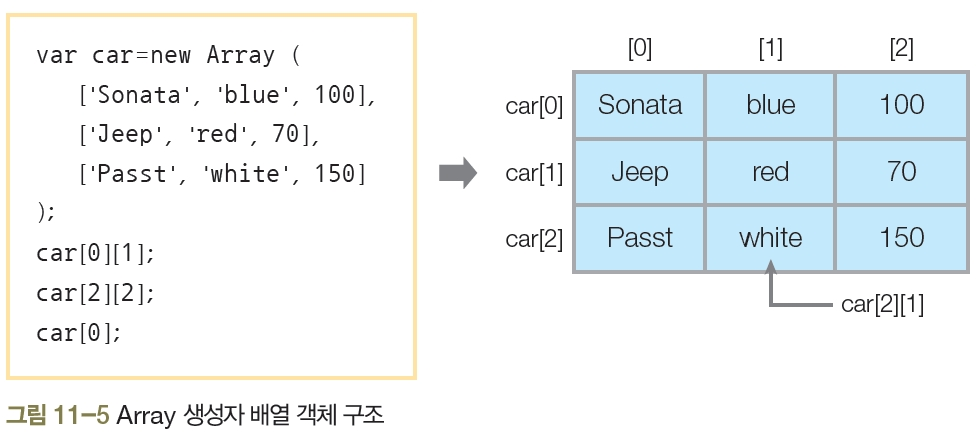 var car=new Array (
['Sonata', 'blue', 100],
['Jeep', 'red', 70],
['Passt', 'white', 150]
);
car[0][1];
car[2][2];
car[0];
[0] [1] [2]
car[0] Sonata blue 100
car[1] Jeep red 70
car[2] Passt white 150
car[2][1]
그림 11-5 Array 생성자 배열 객체 구조